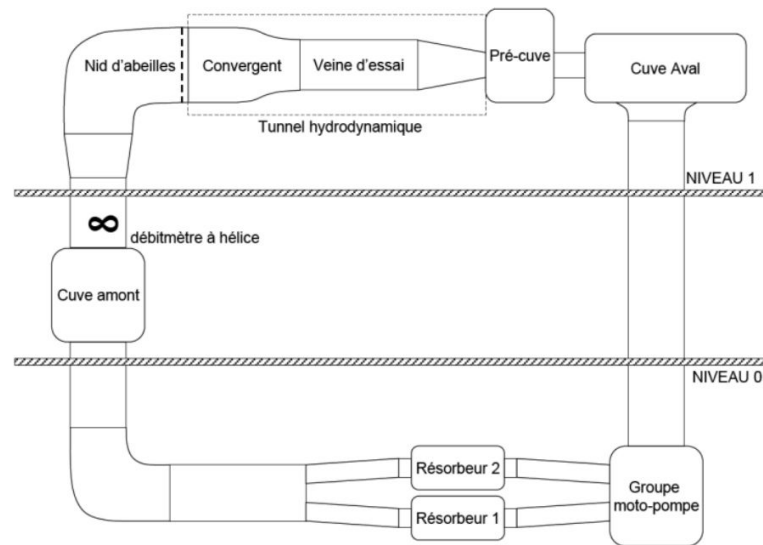 Nid d'abeilles
Convergent
Veine d'essai
Pré-cuve
Cuve Aval
Tunnel hydrodynamique
NIVEAU 1
débitmètre à hélice
Cuve amont
NIVEAU 0
Résorbeur 2
Résorbeur 1
Groupe
moto-pompe